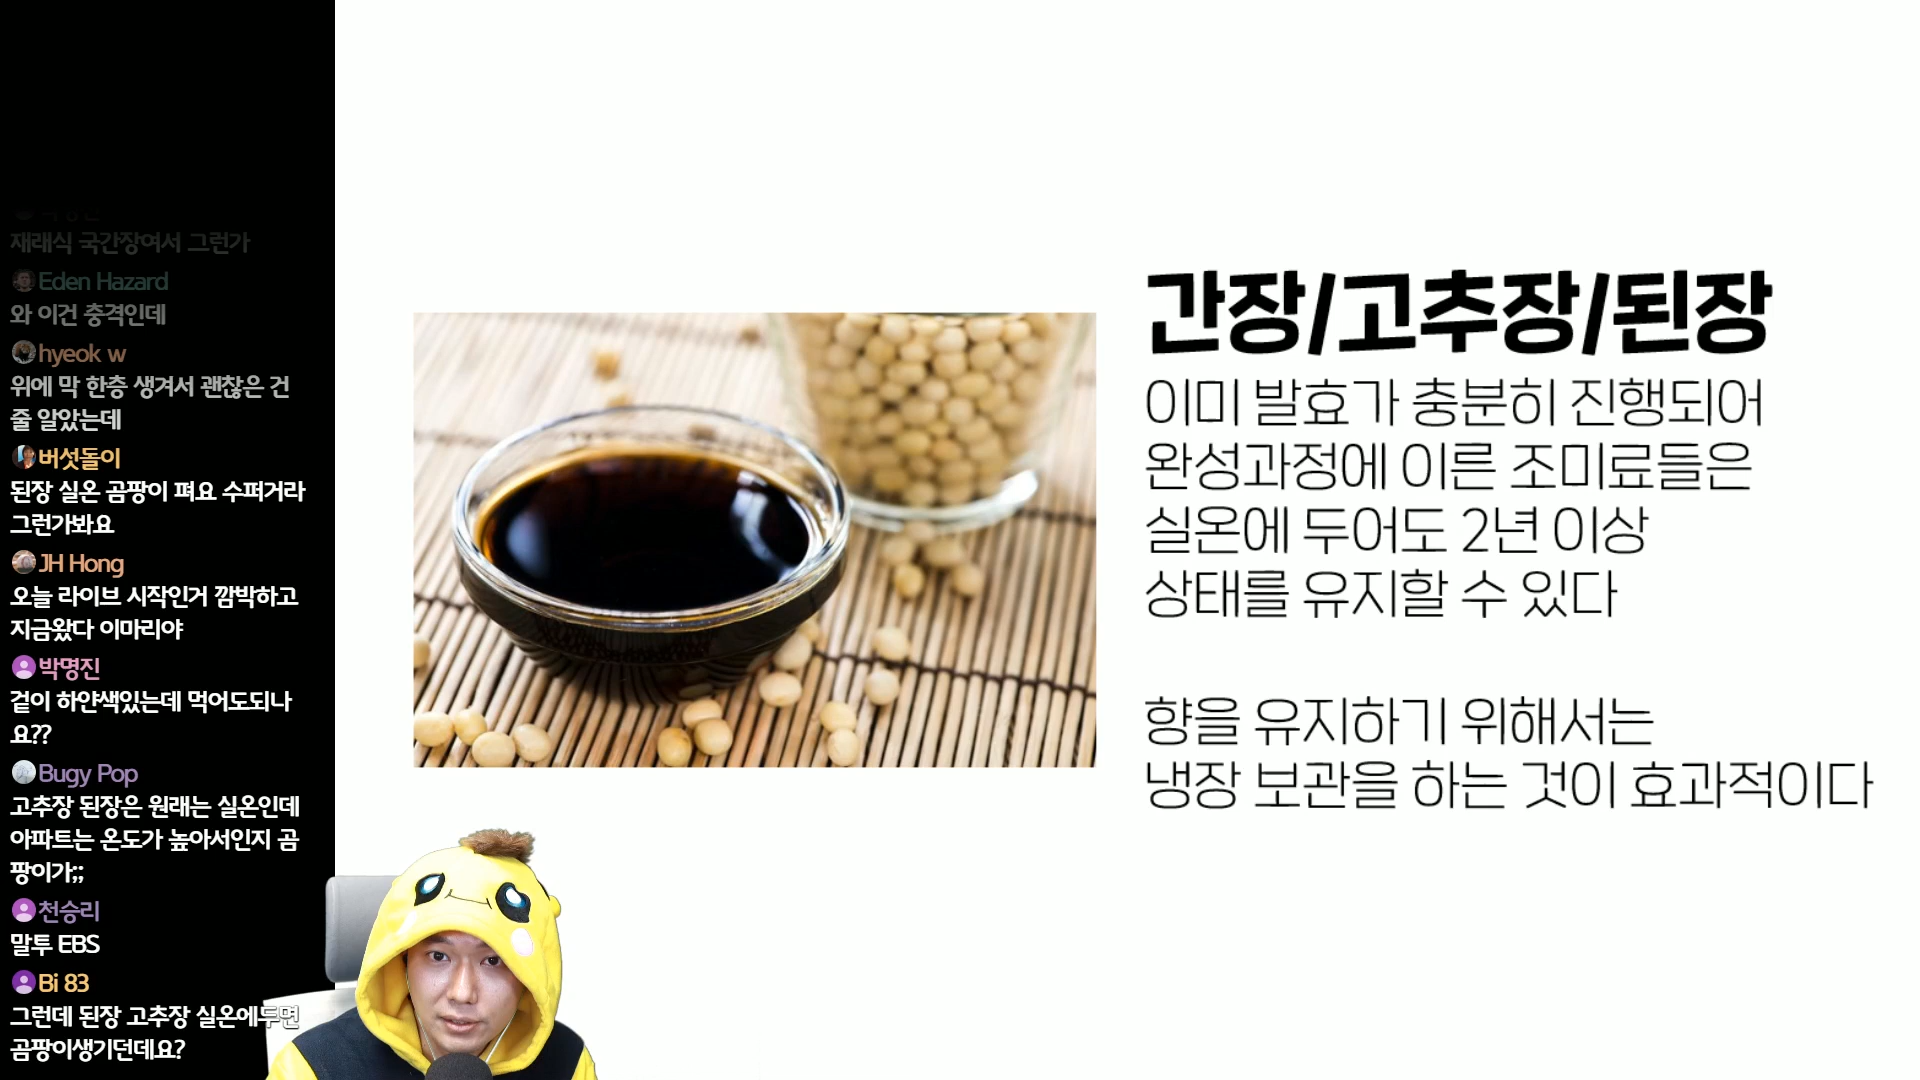 재래식 국간장여서 그런가
Eden Hazard
와 이건 충격인데
hyeok w
위에 막 한층 생겨서 괜찮은 건
줄 알았는데
버섯돌이
된장 실온 곰팡이 펴요 수퍼거라
그런가봐요
JH Hong
오늘 라이브 시작인거 깜박하고
지금왔다 이마리야
박명진
겉이 하얀색있는데 먹어도되나
요??
Bugy Pop
고추장 된장은 원래는 실온인데
아파트는 온도가 높아서인지 곰
팡이가;;
천승리
말투 EBS
Bi 83
그런데 된장 고추장 실온에두면
곰팡이생기던데요?
간장/고추장/된장
이미 발효가 충분히 진행되어
완성과정에 이른 조미료들은
실온에 두어도 2년 이상
상태를 유지할 수 있다
향을 유지하기 위해서는
냉장 보관을 하는 것이 효과적이다